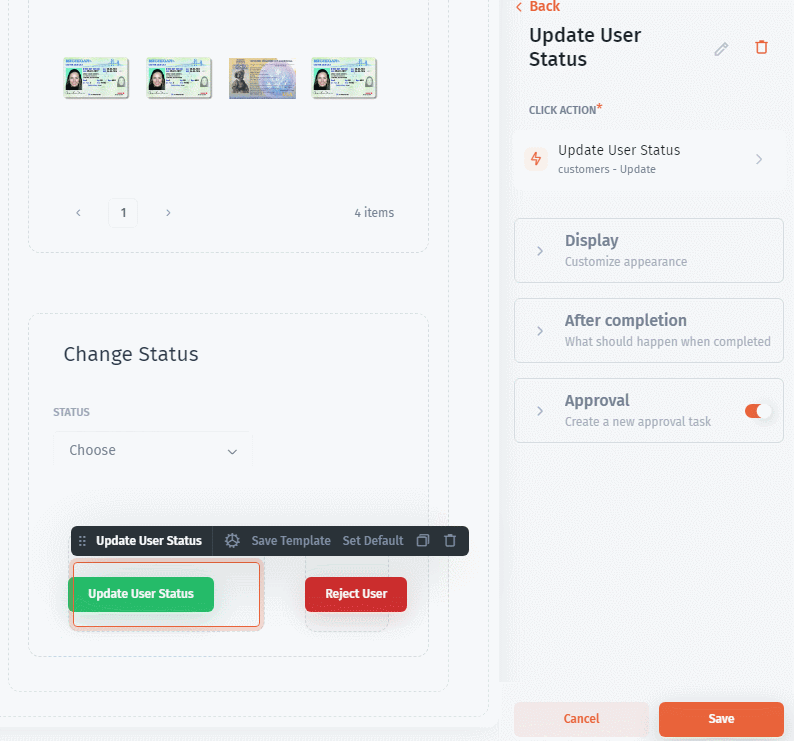 Back
Update User
Status
CLICK ACTION*
Update User Status
customers - Update
Display
Customize appearance
After completion
What should happen when completed
Approval
Create a new approval task
Cancel
Save
1
4 items
Change Status
STATUS
Choose
Update User Status
Save Template
Set Default
Update User Status
Reject User